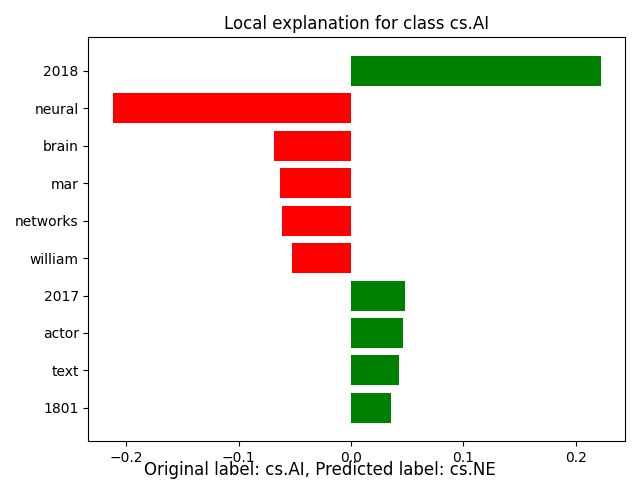 Local explanation for class cs.AI
2018
neural
brain
mar
networks
william
2017
actor
text
1801
−0.2 −0.1 0.0 0.1 0.2
Original label: cs.AI, Predicted label: cs.NE